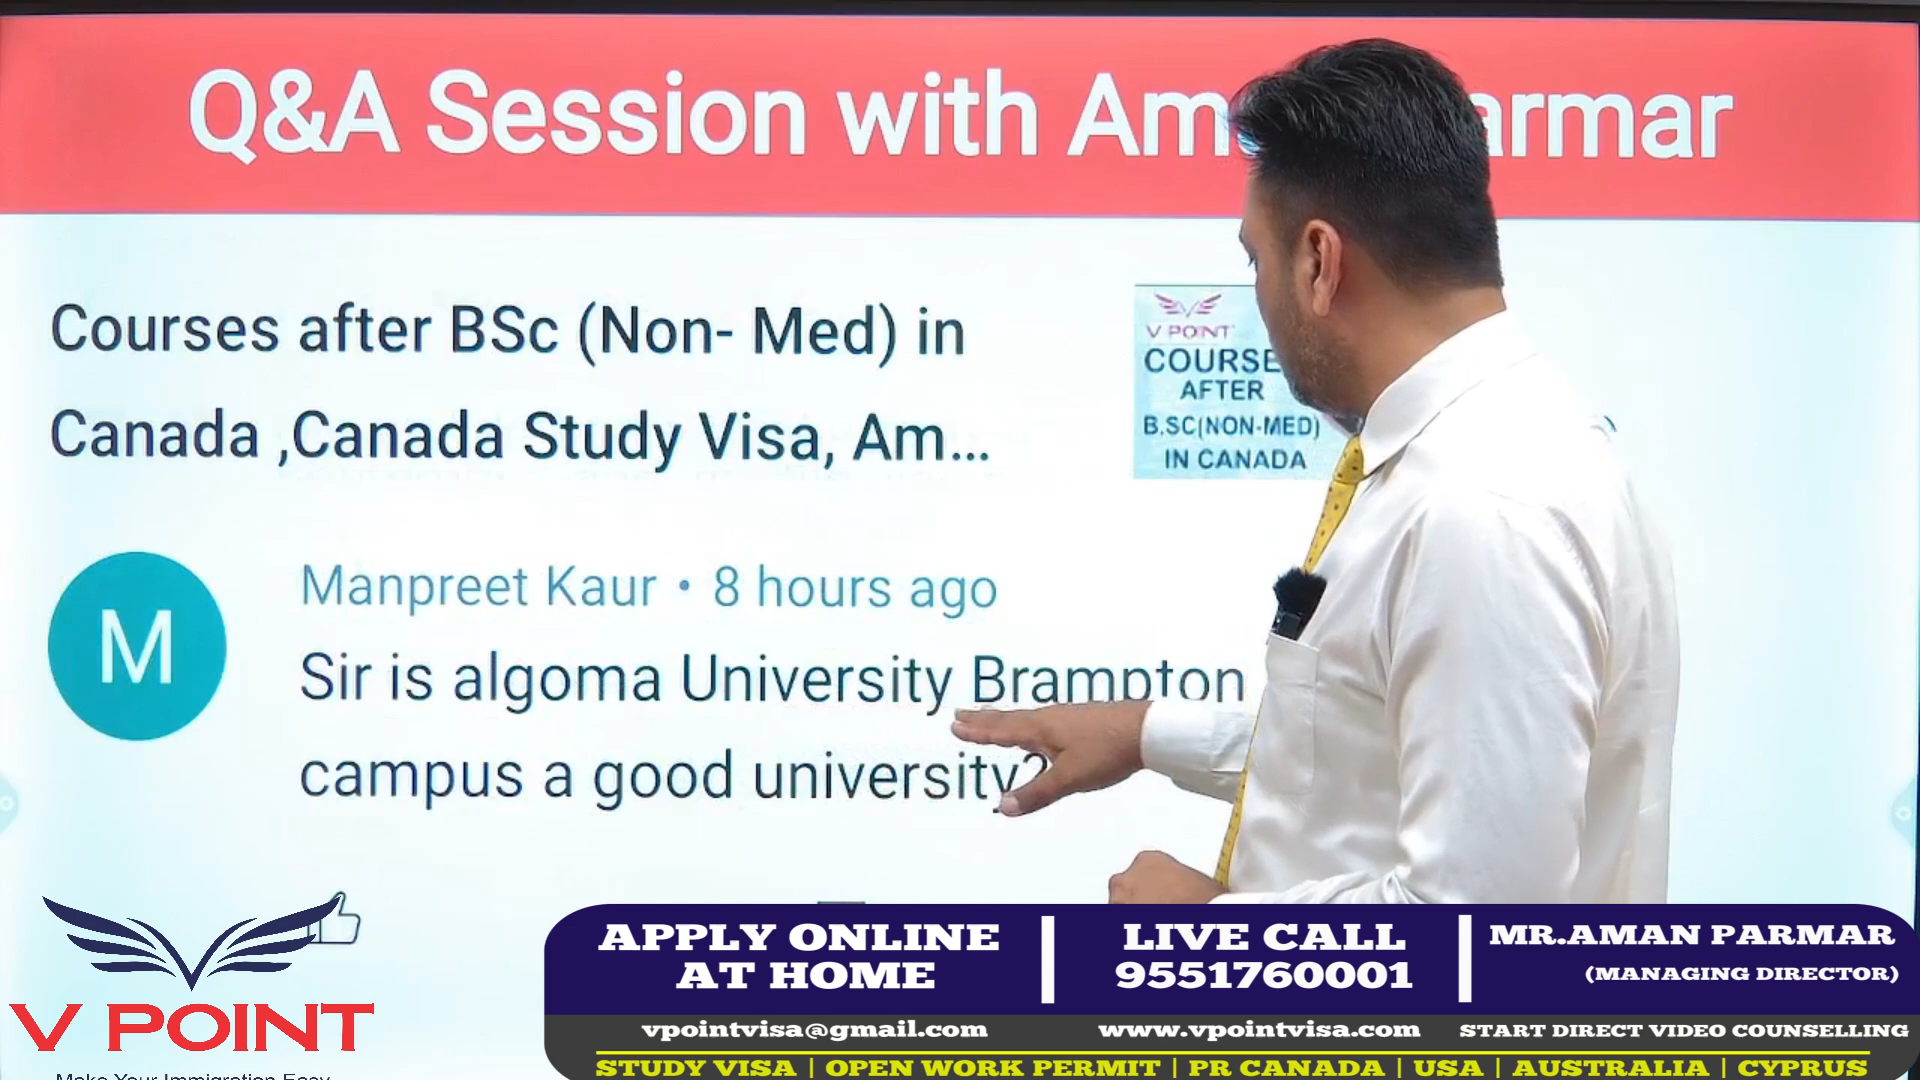 Q&A Session with Am armar
Courses after BSc (Non- Med) in
Canada ,Canada Study Visa, Am...
V POINT
COURSE
AFTER
B.SC(NON-MED)
IN CANADA
M
Manpreet Kaur • 8 hours ago
Sir is algoma University Brampton
campus a good university?
V POINT
APPLY ONLINE
AT HOME
LIVE CALL
9551760001
MR.AMAN PARMAR
(MANAGING DIRECTOR)
vpointvisa@gmail.com
www.vpointvisa.com
START DIRECT VIDEO COUNSELLING
STUDY VISA | OPEN WORK PERMIT | PR CANADA | USA | AUSTRALIA | CYPRUS